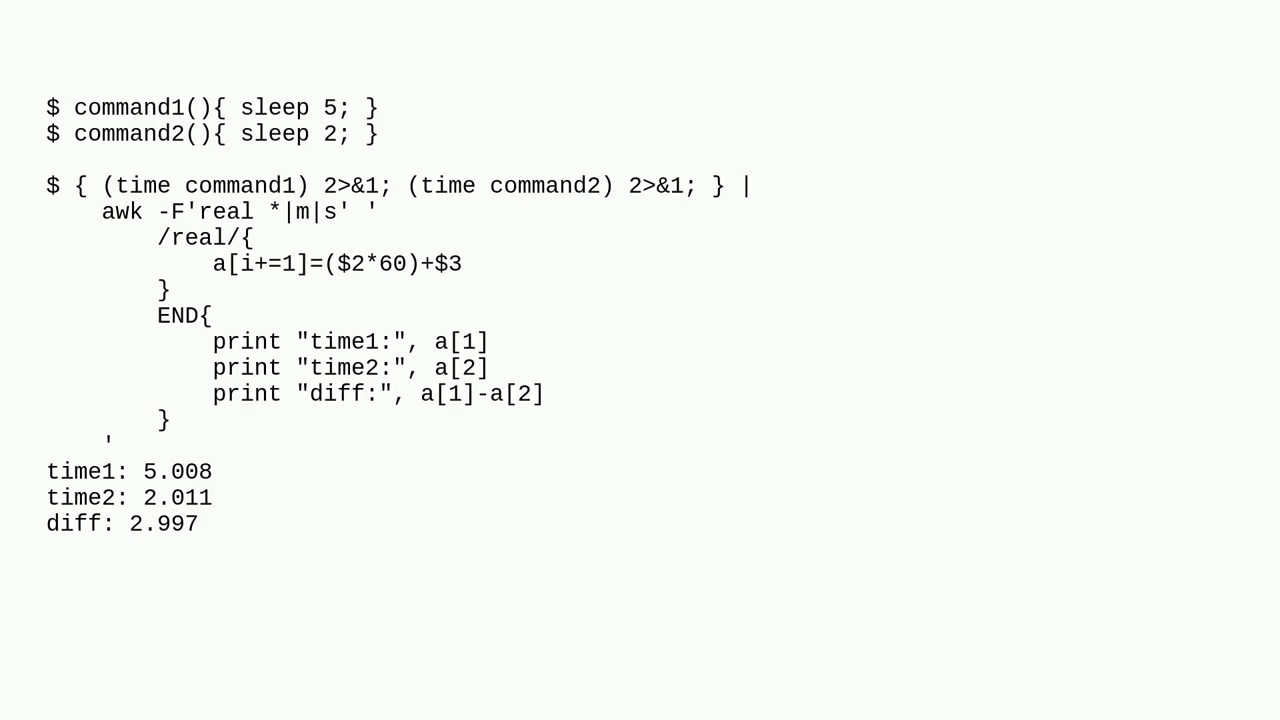 $ command1(){ sleep 5; }
$ command2(){ sleep 2; }

$ { (time command1) 2>&1; (time command2) 2>&1; } |
    awk -F'real *|m|s' '
        /real/{
            a[i+=1]=($2*60)+$3
        }
        END{
            print "time1:", a[1]
            print "time2:", a[2]
            print "diff:", a[1]-a[2]
        }
    '
time1: 5.008
time2: 2.011
diff: 2.997